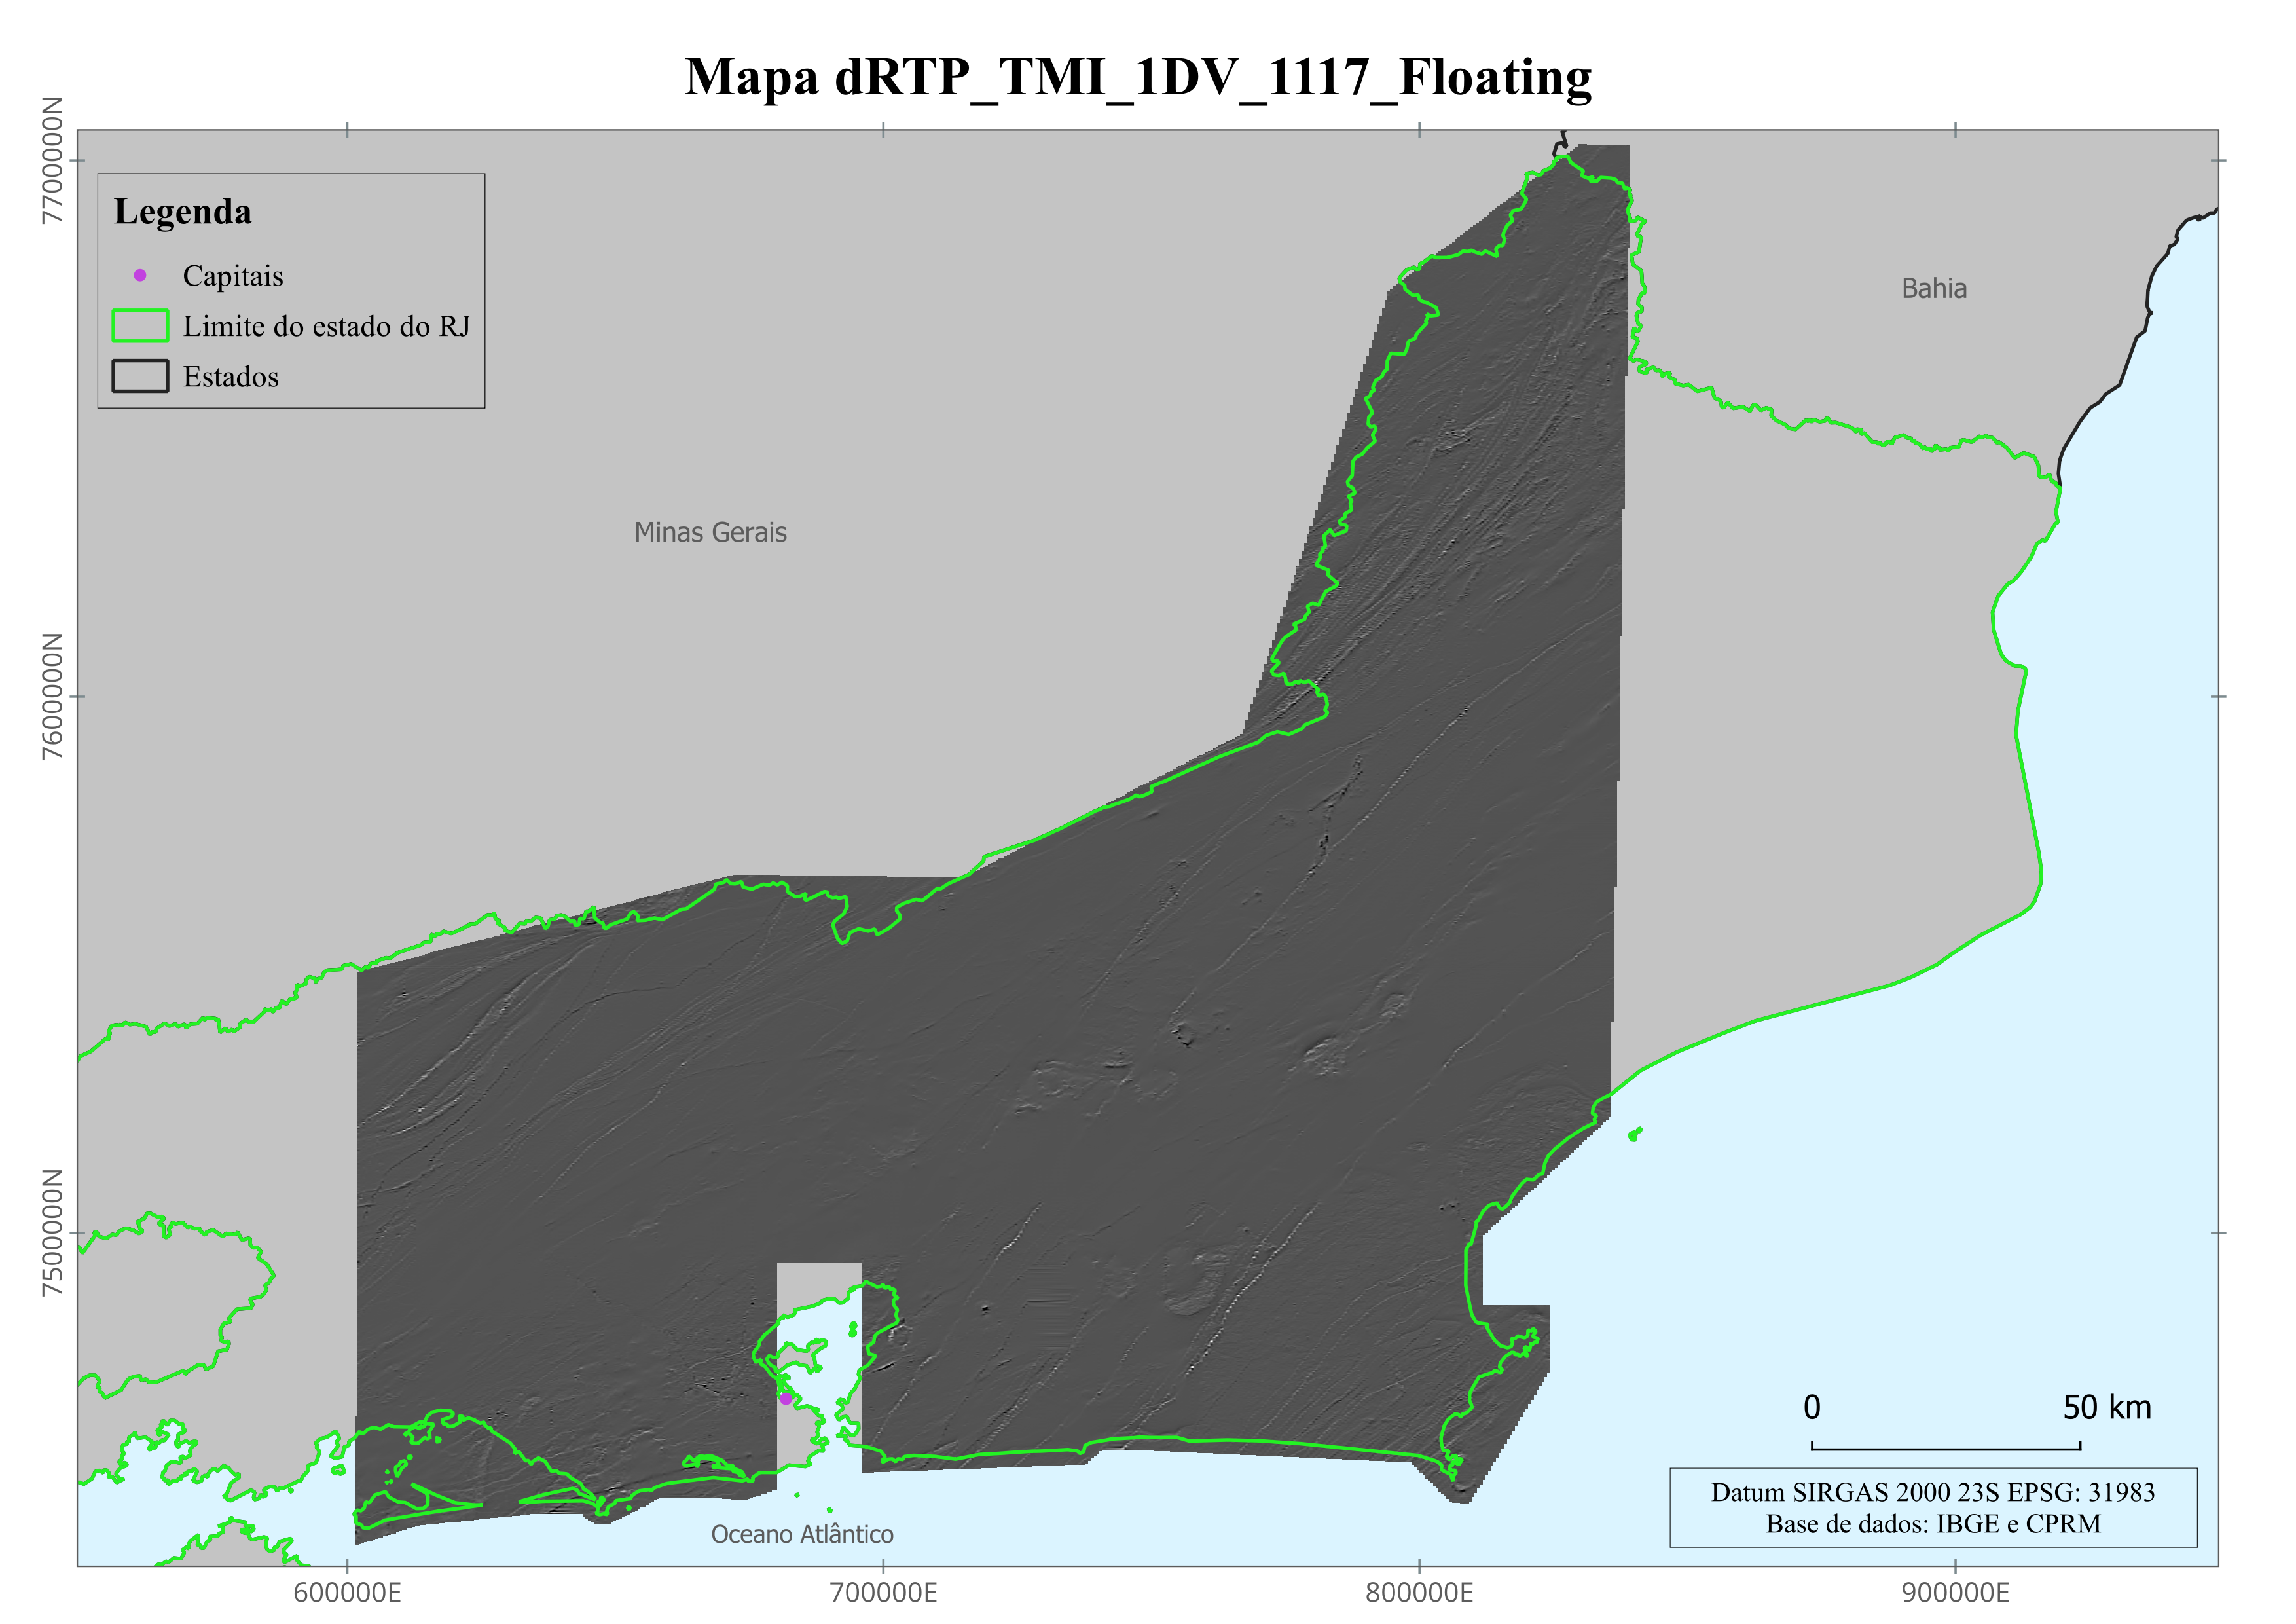 Mapa dRTP_TMI_1DV_1117_Floating
7700000N
Legenda
Capitais
Limite do estado do RJ
Estados
Bahia
Minas Gerais
7600000N
7500000N
0 50 km
Datum SIRGAS 2000 23S EPSG: 31983
Base de dados: IBGE e CPRM
Oceano Atlântico
600000E 700000E 800000E 900000E